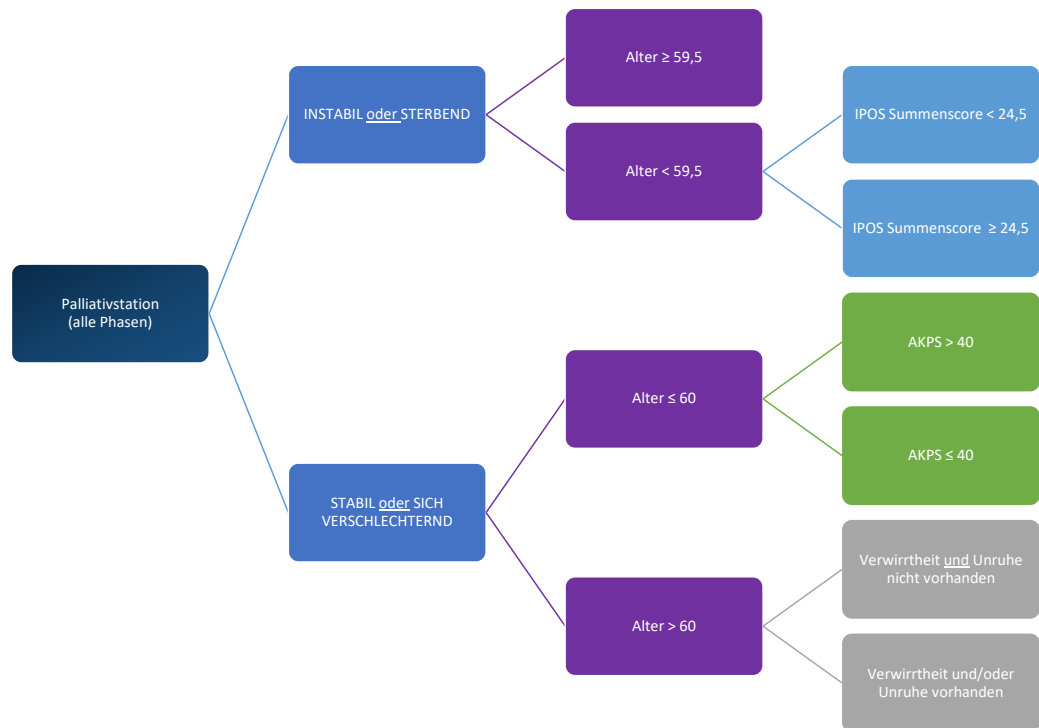 Palliativstation
(alle Phasen)
INSTABIL oder STERBEND
Alter ≥ 59,5
Alter < 59,5
IPOS Summenscore < 24,5
IPOS Summenscore ≥ 24,5
STABIL oder SICH
VERSCHLECHTERND
Alter ≤ 60
AKPS > 40
AKPS ≤ 40
Alter > 60
Verwirrtheit und Unruhe
nicht vorhanden
Verwirrtheit und/oder
Unruhe vorhanden